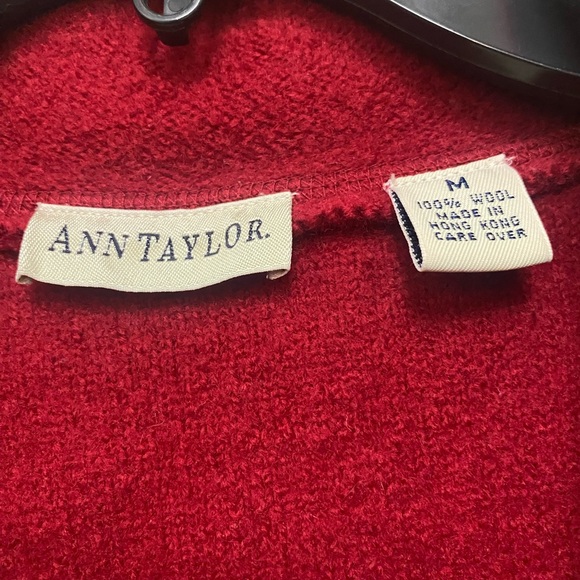 ANN TAYLOR.
M
100% WOOL
MADE IN
HONG KONG
CARE OVER